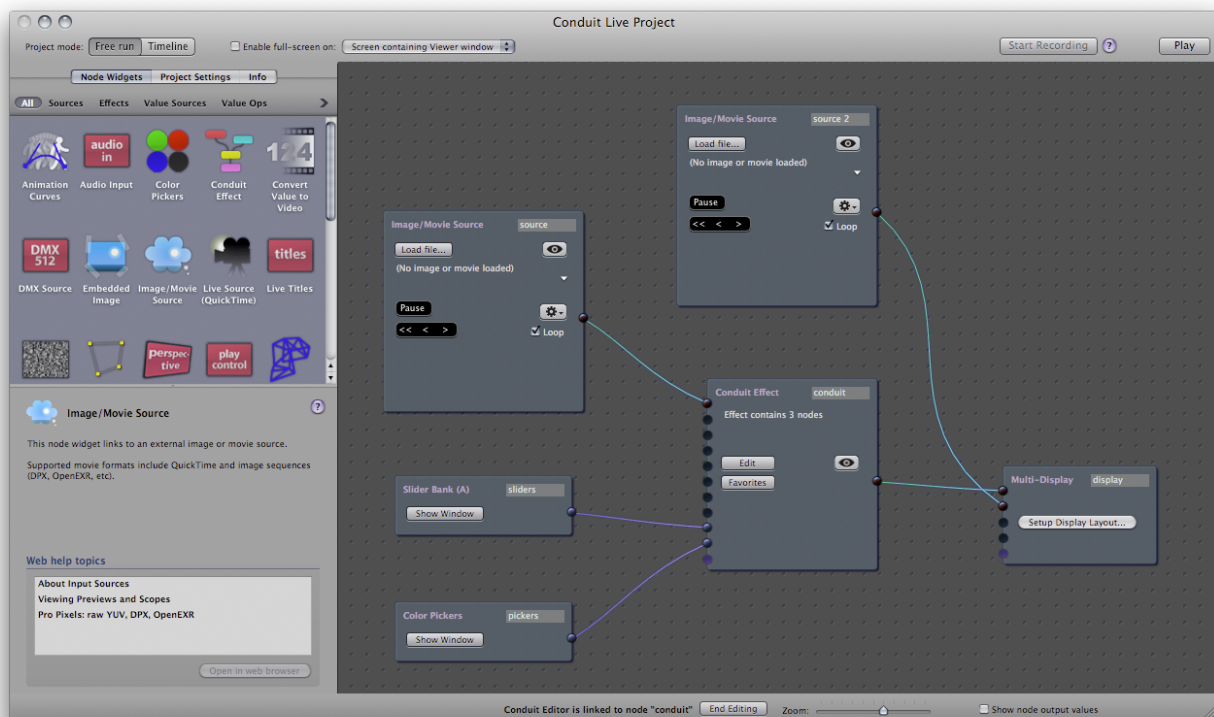 Conduit Live Project
Project mode: Free run Timeline Enable full-screen on: Screen containing Viewer window Start Recording ? Play
Node Widgets Project Settings Info
All Sources Effects Value Sources Value Ops >
audio in
124
Animation Curves
Audio Input
Color Pickers
Conduit Effect
Convert Value to Video
DMX 512
titles
DMX Source
Embedded Image
Image/Movie Source
Live Source (QuickTime)
Live Titles
perspec-
tive
play
control
Image/Movie Source ?
This node widget links to an external image or movie source.
Supported movie formats include QuickTime and image sequences
(DPX, OpenEXR, etc).
Web help topics
About Input Sources
Viewing Previews and Scopes
Pro Pixels: raw YUV, DPX, OpenEXR
Open in web browser
Image/Movie Source source 2
Load file...
(No image or movie loaded)
Pause
<< < >
Loop
Image/Movie Source source
Load file...
(No image or movie loaded)
Pause
<< < >
Loop
Conduit Effect conduit
Effect contains 3 nodes
Edit
Favorites
Slider Bank (A) sliders
Show Window
Multi-Display display
Setup Display Layout...
Color Pickers pickers
Show Window
Conduit Editor is linked to node "conduit" End Editing Zoom: Show node output values